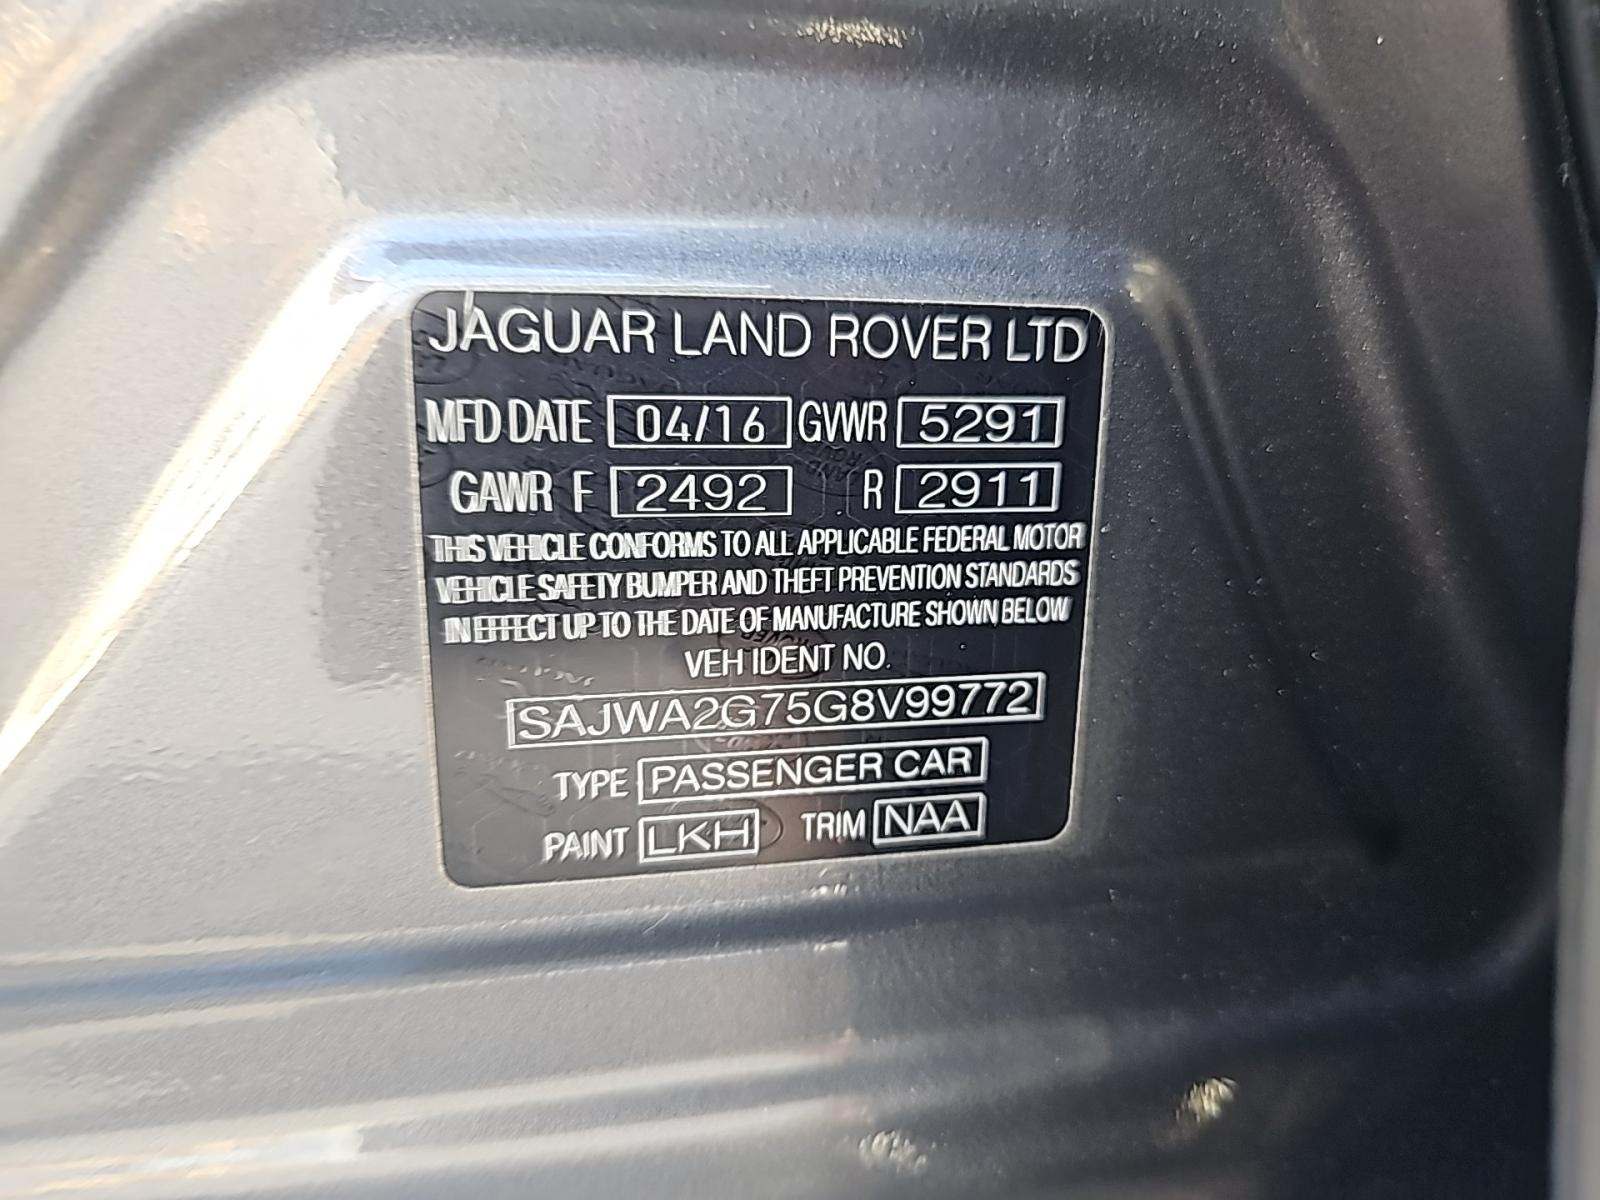 JAGUAR LAND ROVER LTD
MFD DATE 04/16 GVWR 5291
GAWR F 2492 R 2911
THIS VEHICLE CONFORMS TO ALL APPLICABLE FEDERAL MOTOR
VEHICLE SAFETY BUMPER AND THEFT PREVENTION STANDARDS
IN EFFECT UP TO THE DATE OF MANUFACTURE SHOWN BELOW
VEH IDENT NO.
SAJWA2G75G8V99772
TYPE PASSENGER CAR
PAINT LKH TRIM NAA